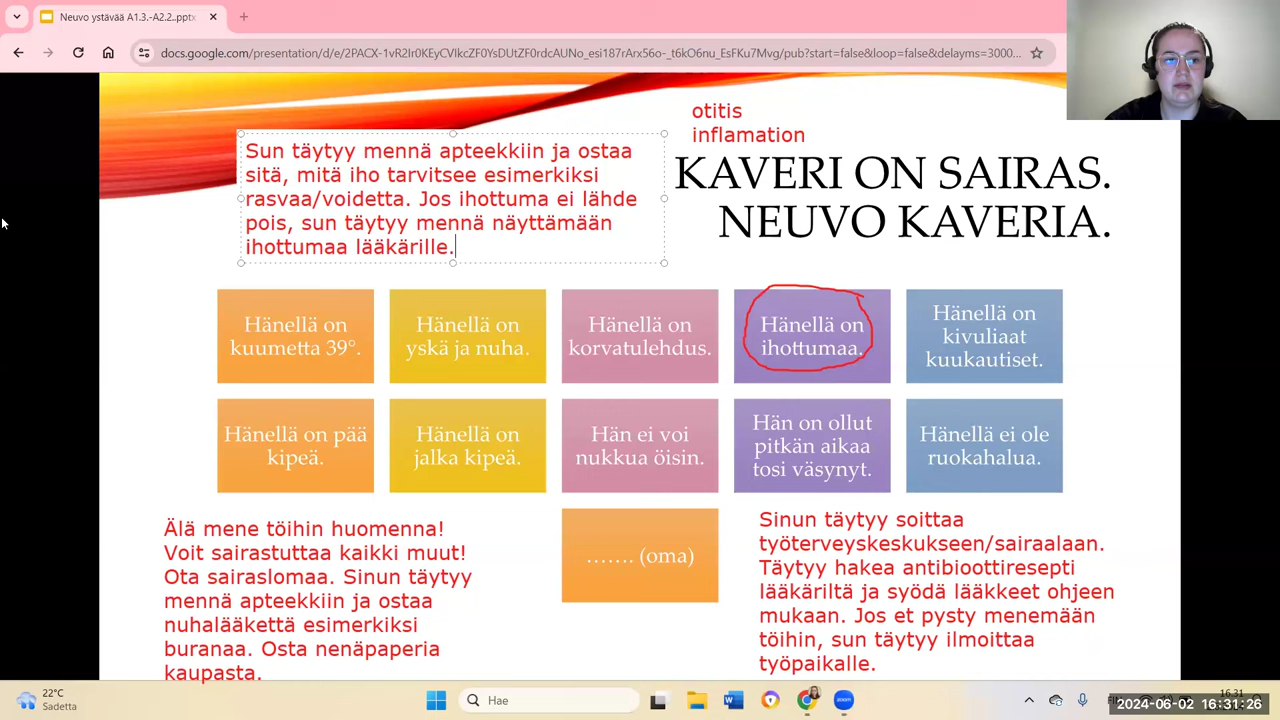 Neuvo ystävää A1.3.-A2.2..pptx
docs.google.com/presentation/d/e/2PACX-1vR2Ir0KEyCVIkcZF0YsDUtZF0rdcAUNo_esi187rArx56o-_t6kO6nu_EsFKu7Mvg/pub?start=false&loop=false&delayms=3000...
otitis
inflamation
Sun täytyy mennä apteekkiin ja ostaa
sitä, mitä iho tarvitsee esimerkiksi
rasvaa/voidetta. Jos ihottuma ei lähde
pois, sun täytyy mennä näyttämään
ihottumaa lääkärille.
KAVERI ON SAIRAS.
NEUVO KAVERIA.
Hänellä on
kuumetta 39°.
Hänellä on
yskä ja nuha.
Hänellä on
korvatulehdus.
Hänellä on
ihottumaa.
Hänellä on
kivuliaat
kuukautiset.
Hänellä on pää
kipeä.
Hänellä on
jalka kipeä.
Hän ei voi
nukkua öisin.
Hän on ollut
pitkän aikaa
tosi väsynyt.
Hänellä ei ole
ruokahalua.
……. (oma)
Älä mene töihin huomenna!
Voit sairastuttaa kaikki muut!
Ota sairaslomaa. Sinun täytyy
mennä apteekkiin ja ostaa
nuhalääkettä esimerkiksi
buranaa. Osta nenäpaperia
kaupasta.
Sinun täytyy soittaa
työterveyskeskukseen/sairaalaan.
Täytyy hakea antibioottiresepti
lääkäriltä ja syödä lääkkeet ohjeen
mukaan. Jos et pysty menemään
töihin, sun täytyy ilmoittaa
työpaikalle.
22°C
Sadetta
Hae
zoom
16.31
2024-06-02 16:31:26